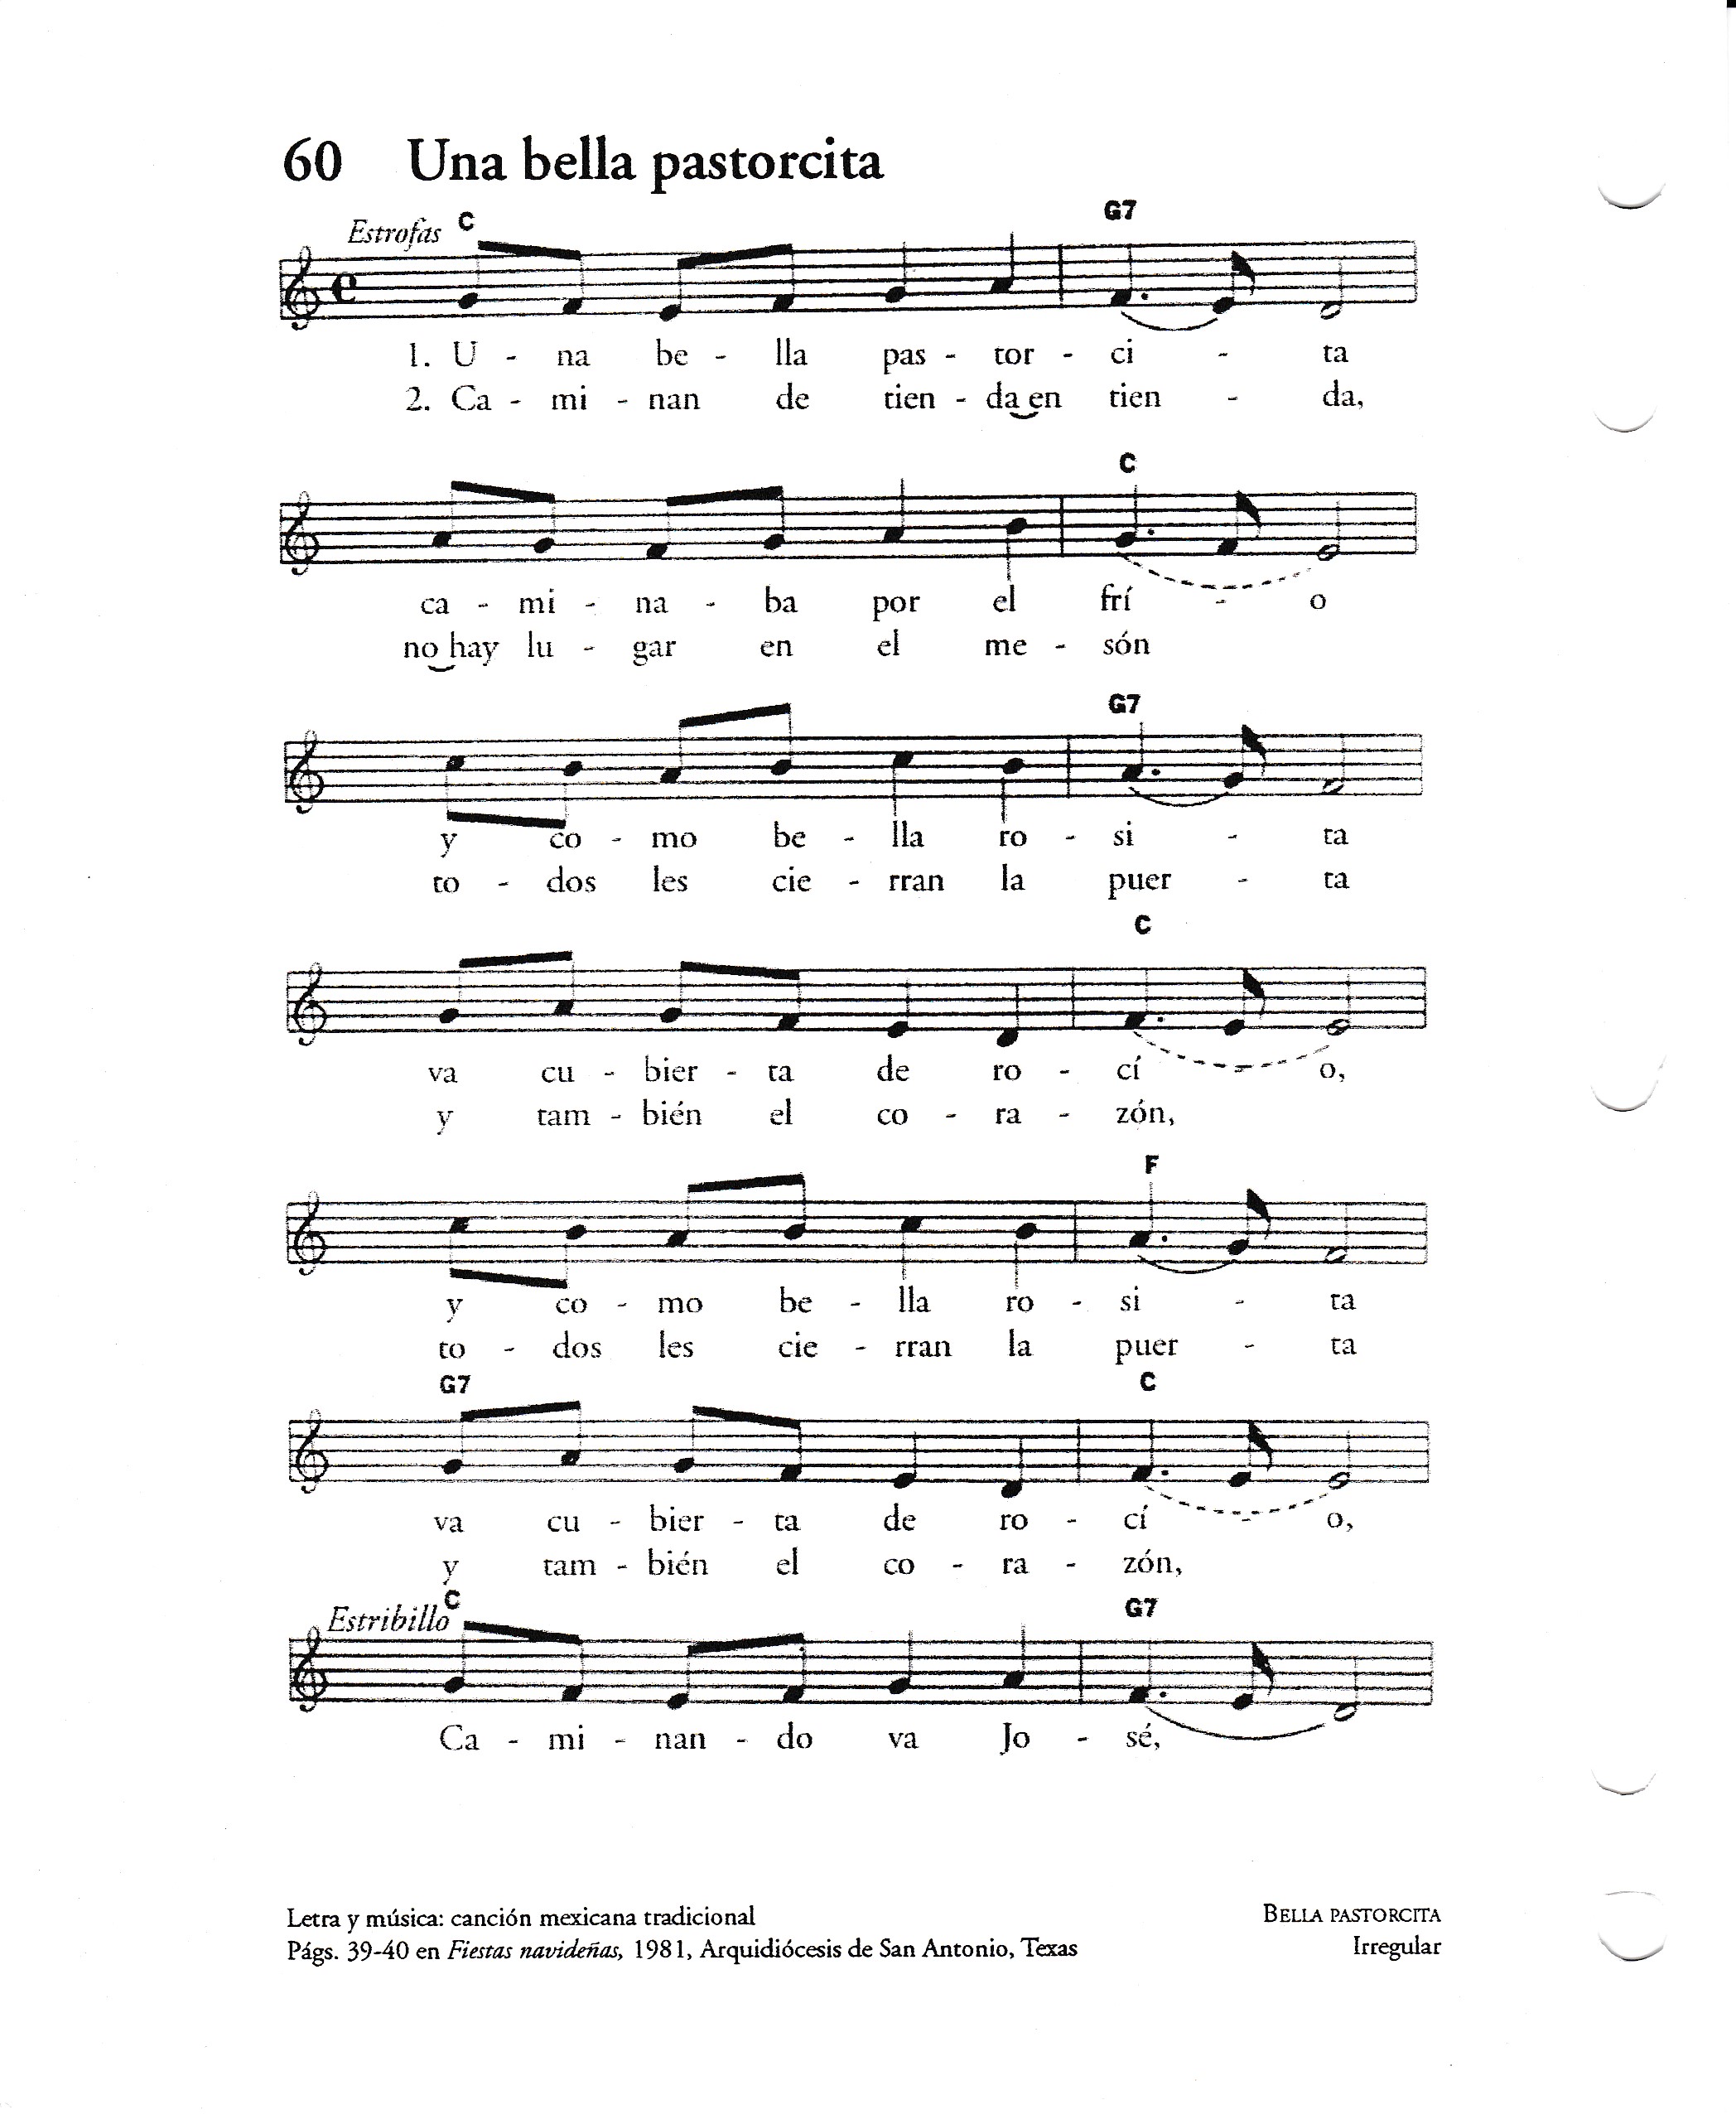 60 Una bella pastorcita
Estrofas C G7
1. U - na be - lla pas - tor - ci - ta
2. Ca - mi - nan de tien - da en tien - da,
C
ca - mi - na - ba por el frí - o
no hay lu - gar en el me - són
G7
y co - mo be - lla ro - si - ta
to - dos les cie - rran la puer - ta
C
va cu - bier - ta de ro - cí - o,
y tam - bién el co - ra - zón,
F
y co - mo be - lla ro - si - ta
to - dos les cie - rran la puer - ta
G7 C
va cu - bier - ta de ro - cí - o,
y tam - bién el co - ra - zón,
Estribillo C G7
Ca - mi - nan - do va Jo - sé,
Letra y música: canción mexicana tradicional BELLA PASTORCITA
Págs. 39-40 en Fiestas navideñas, 1981, Arquidiócesis de San Antonio, Texas Irregular